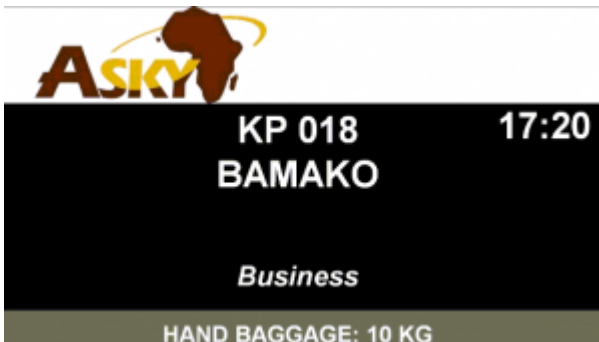 ASKY
KP 018 17:20
BAMAKO
Business
HAND BAGGAGE: 10 KG